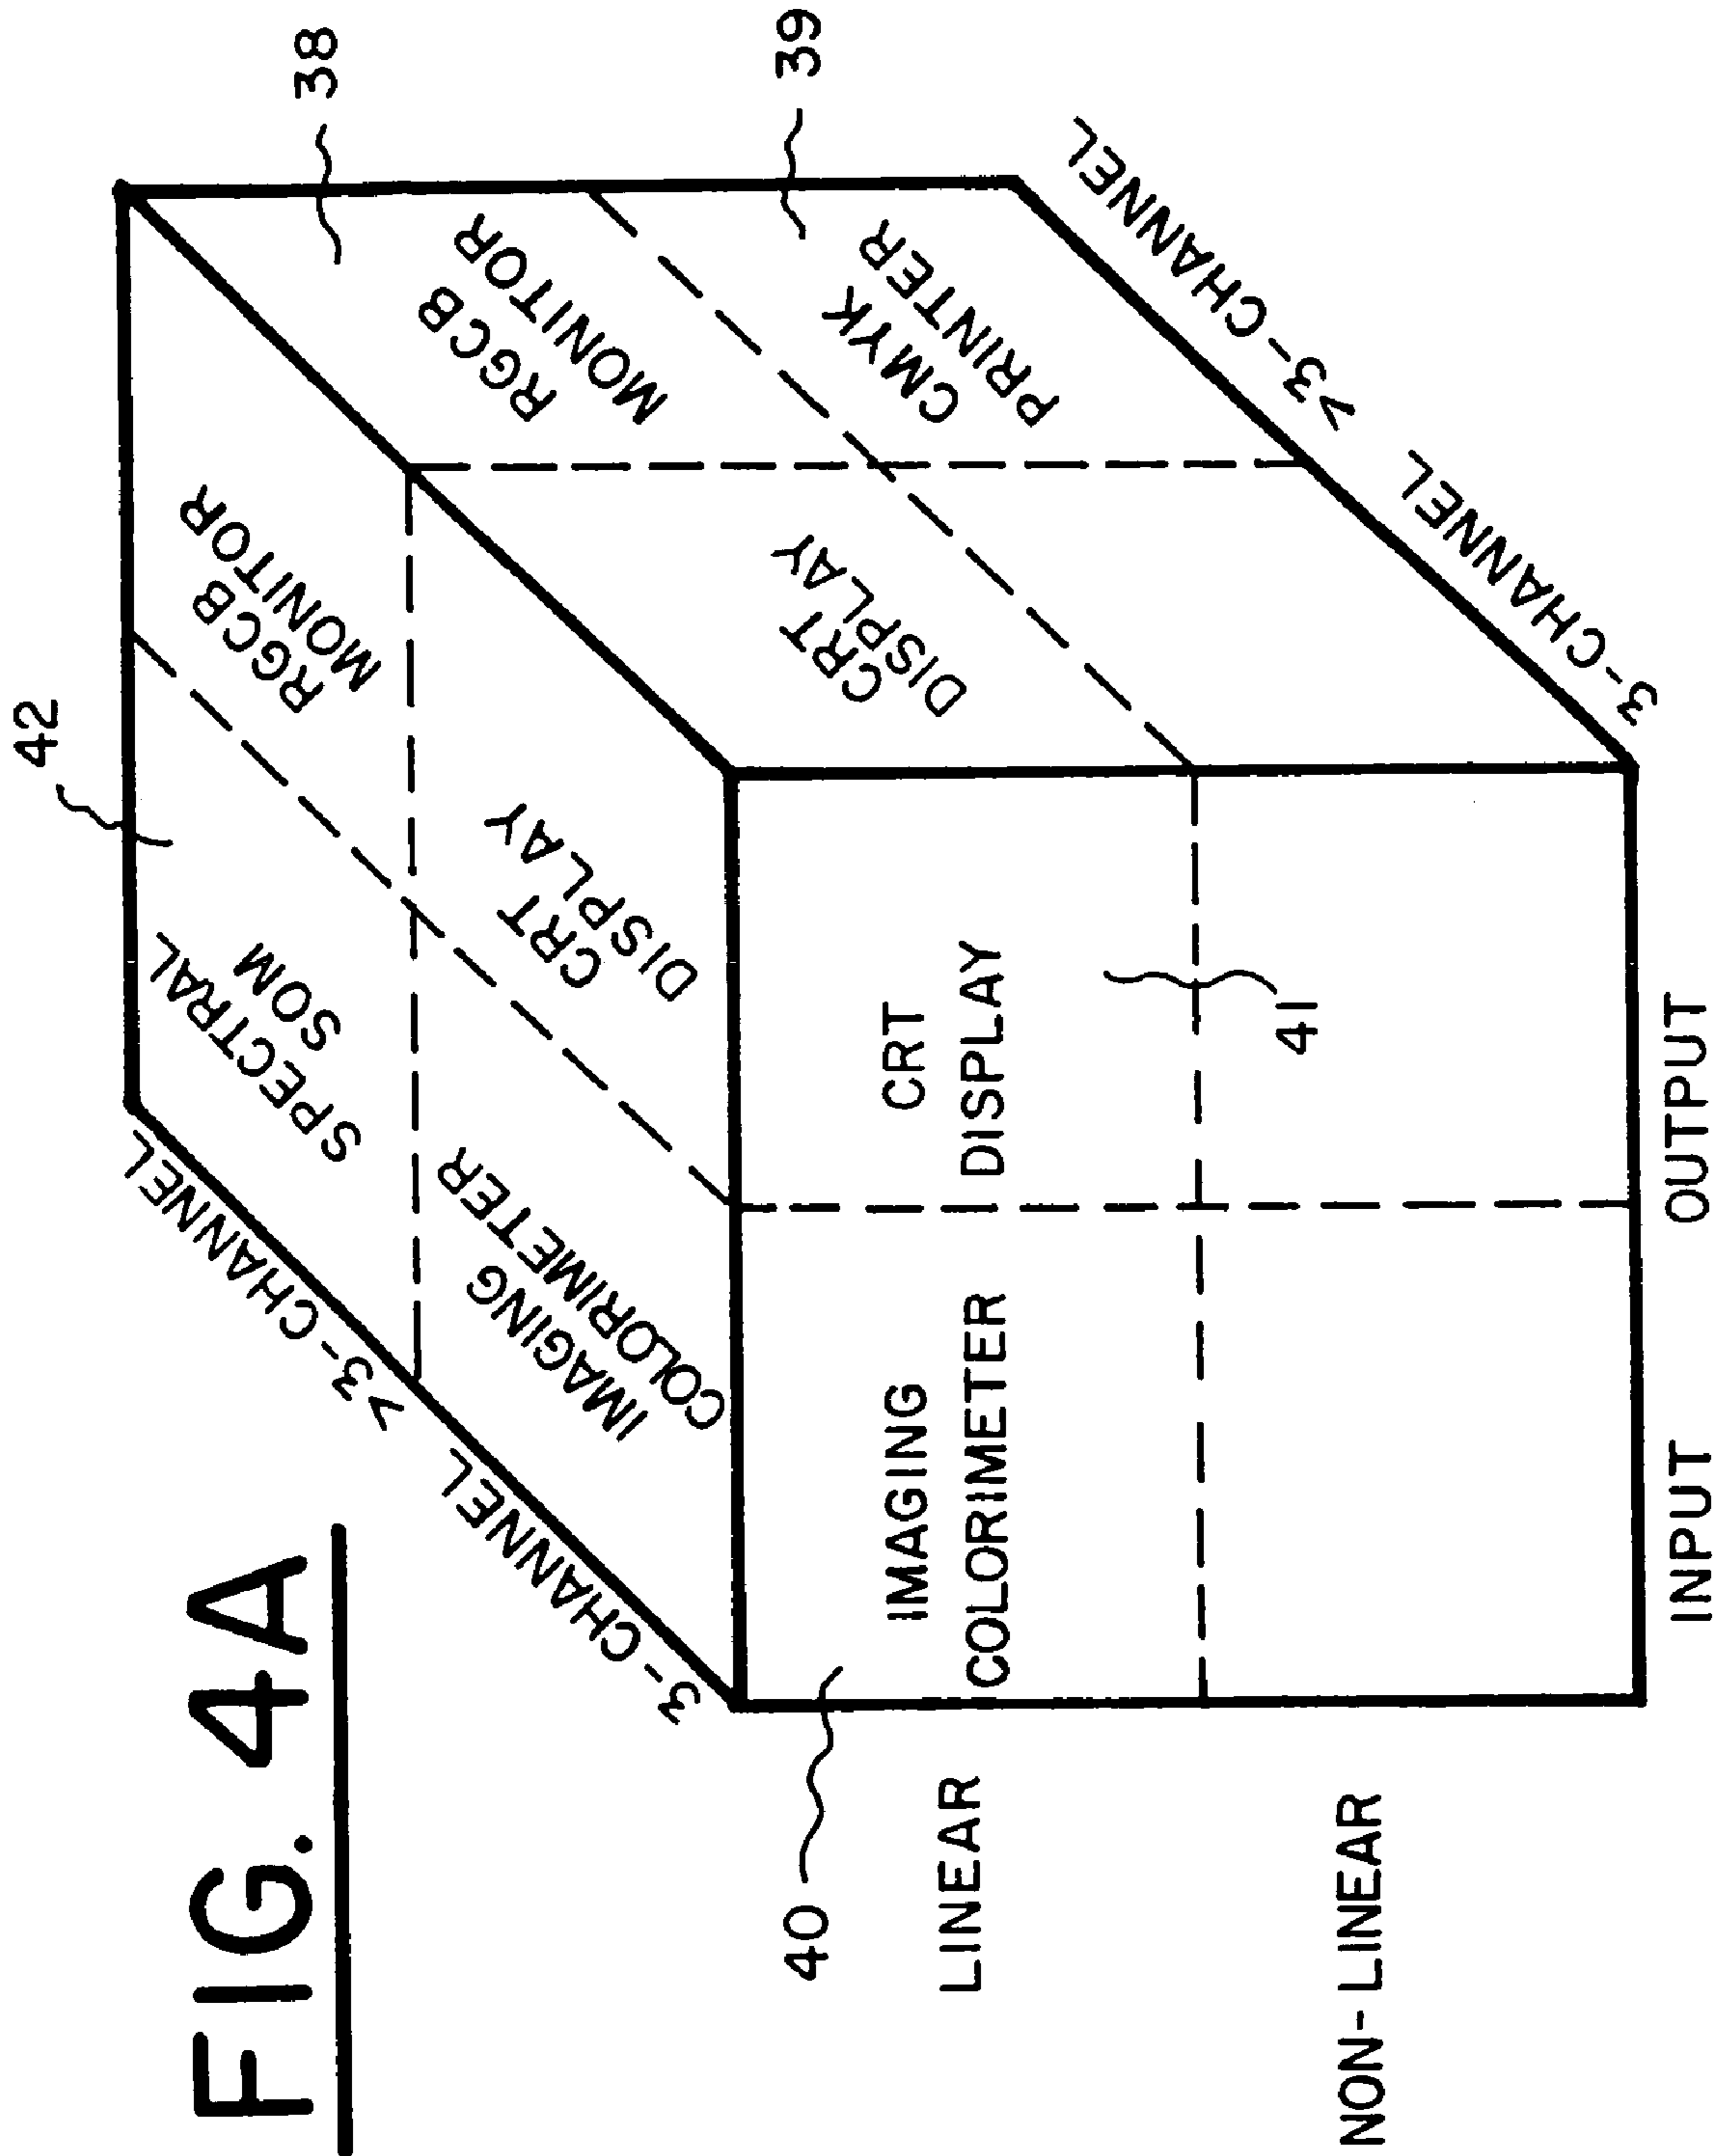 FIG. 4A
42
38
39
40
41
>3-CHANNEL
3-CHANNEL
SPECTRAL
SOM
RGCB
MONITOR
IMAGING
COLORIMETER
CRT
DISPLAY
RGCB
MONITOR
CMYK
PRINTER
CRT
DISPLAY
>3-CHANNEL
3-CHANNEL
LINEAR
IMAGING
COLORIMETER
CRT
DISPLAY
NON-LINEAR
INPUT
OUTPUT